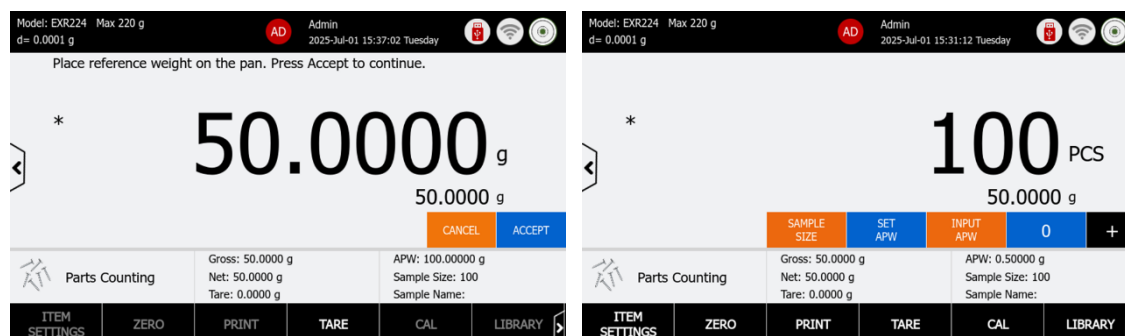 Model: EXR224 Max 220 g
d= 0.0001 g
AD
Admin
2025-Jul-01 15:37:02 Tuesday
Place reference weight on the pan. Press Accept to continue.
*
50.0000 g
50.0000 g
CANCEL
ACCEPT
Parts Counting
Gross: 50.0000 g
Net: 50.0000 g
Tare: 0.0000 g
APW: 100.00000 g
Sample Size: 100
Sample Name:
ITEM
SETTINGS
ZERO
PRINT
TARE
CAL
LIBRARY
Model: EXR224 Max 220 g
d= 0.0001 g
AD
Admin
2025-Jul-01 15:31:12 Tuesday
*
100 PCS
50.0000 g
SAMPLE
SIZE
SET
APW
INPUT
APW
0
+
Parts Counting
Gross: 50.0000 g
Net: 50.0000 g
Tare: 0.0000 g
APW: 0.50000 g
Sample Size: 100
Sample Name:
ITEM
SETTINGS
ZERO
PRINT
TARE
CAL
LIBRARY